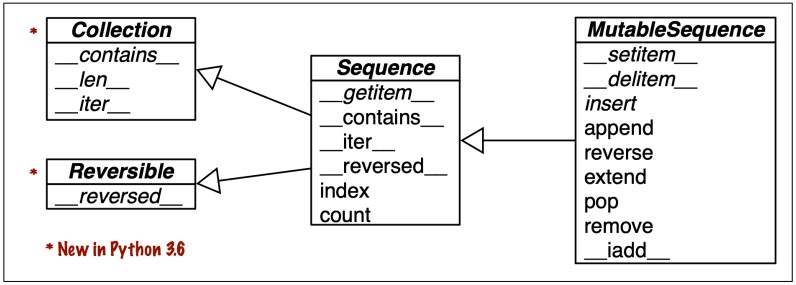 * Collection
__contains__
__len__
__iter__
* Reversible
__reversed__
* New in Python 3.6
Sequence
__getitem__
__contains__
__iter__
__reversed__
index
count
MutableSequence
__setitem__
__delitem__
insert
append
reverse
extend
pop
remove
__iadd__